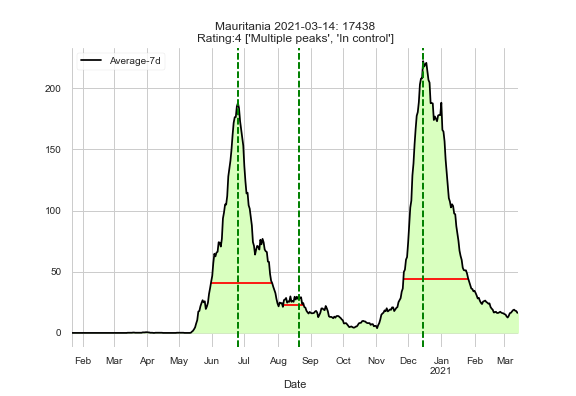 Mauritania 2021-03-14: 17438
Rating:4 ['Multiple peaks', 'In control']
Average-7d
200
150
100
50
0
Feb Mar Apr May Jun Jul Aug Sep Oct Nov Dec Jan Feb Mar
2021
Date